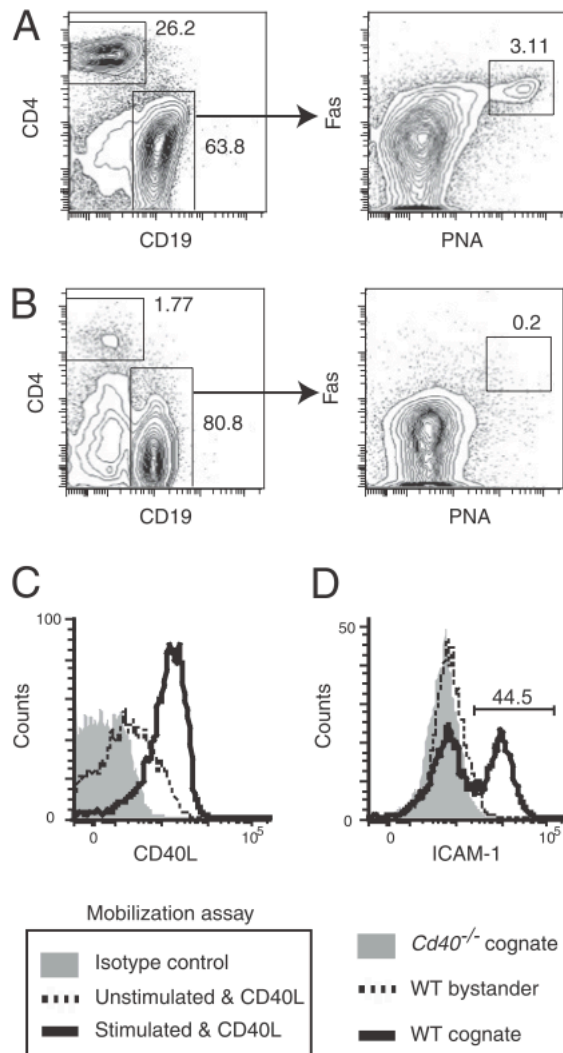 A
26.2
CD4
63.8
CD19
Fas
3.11
PNA
B
1.77
CD4
80.8
CD19
Fas
0.2
PNA
C
100
Counts
0
0
10^5
CD40L
D
50
Counts
0
44.5
0
10^5
ICAM-1
Mobilization assay
Isotype control
Unstimulated & CD40L
Stimulated & CD40L
Cd40^-/- cognate
WT bystander
WT cognate